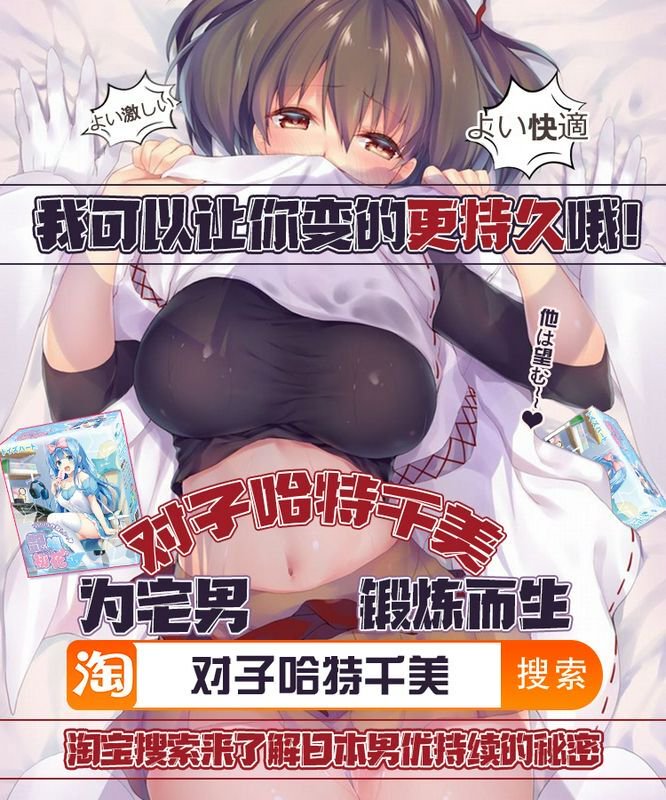 よい激しい
よい快適
我可以让你变的更持久哦!
他は望む~~
对子哈特千美
为宅男 锻炼而生
淘 对子哈特千美 搜索
淘宝搜索来了解日本男优持续的秘密